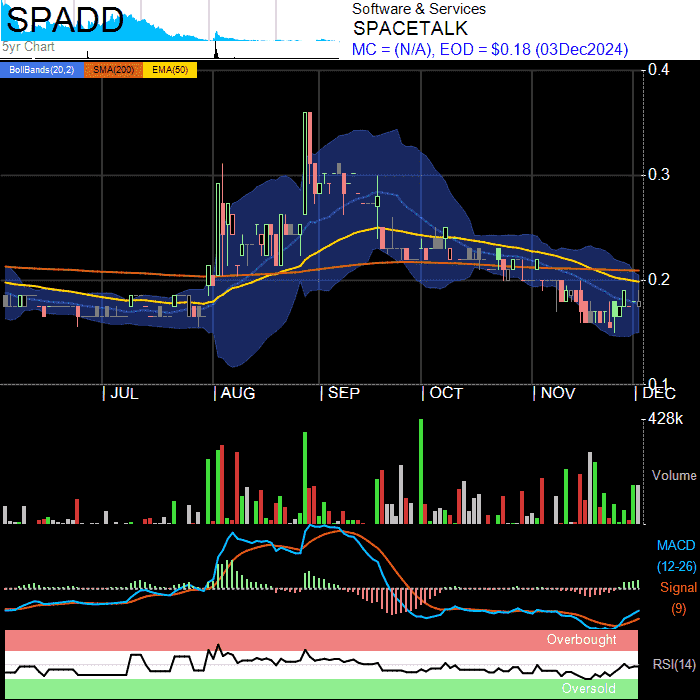 SPADD
5yr Chart
Software & Services
SPACETALK
MC = (N/A), EOD = $0.18 (03Dec2024)
BollBands(20,2) SMA(200) EMA(50)
0.4
0.3
0.2
0.1
JUL AUG SEP OCT NOV DEC
428k
Volume
MACD
(12-26)
Signal
(9)
Overbought
RSI(14)
Oversold